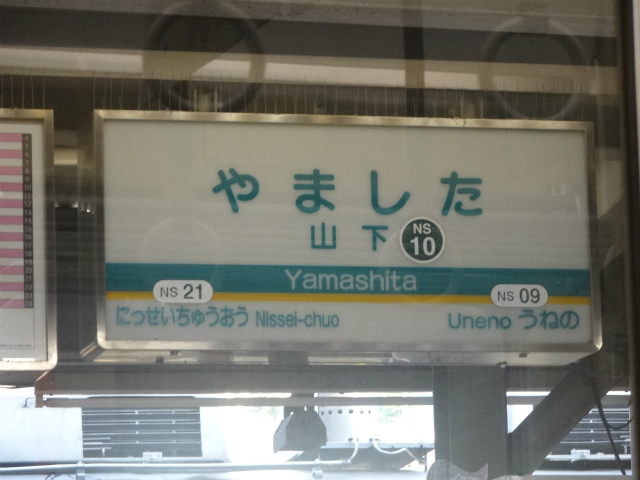 やました
山下 NS 10
Yamashita
NS 21 NS 09
にっせいちゅうおう Nissei-chuo Uneno うねの